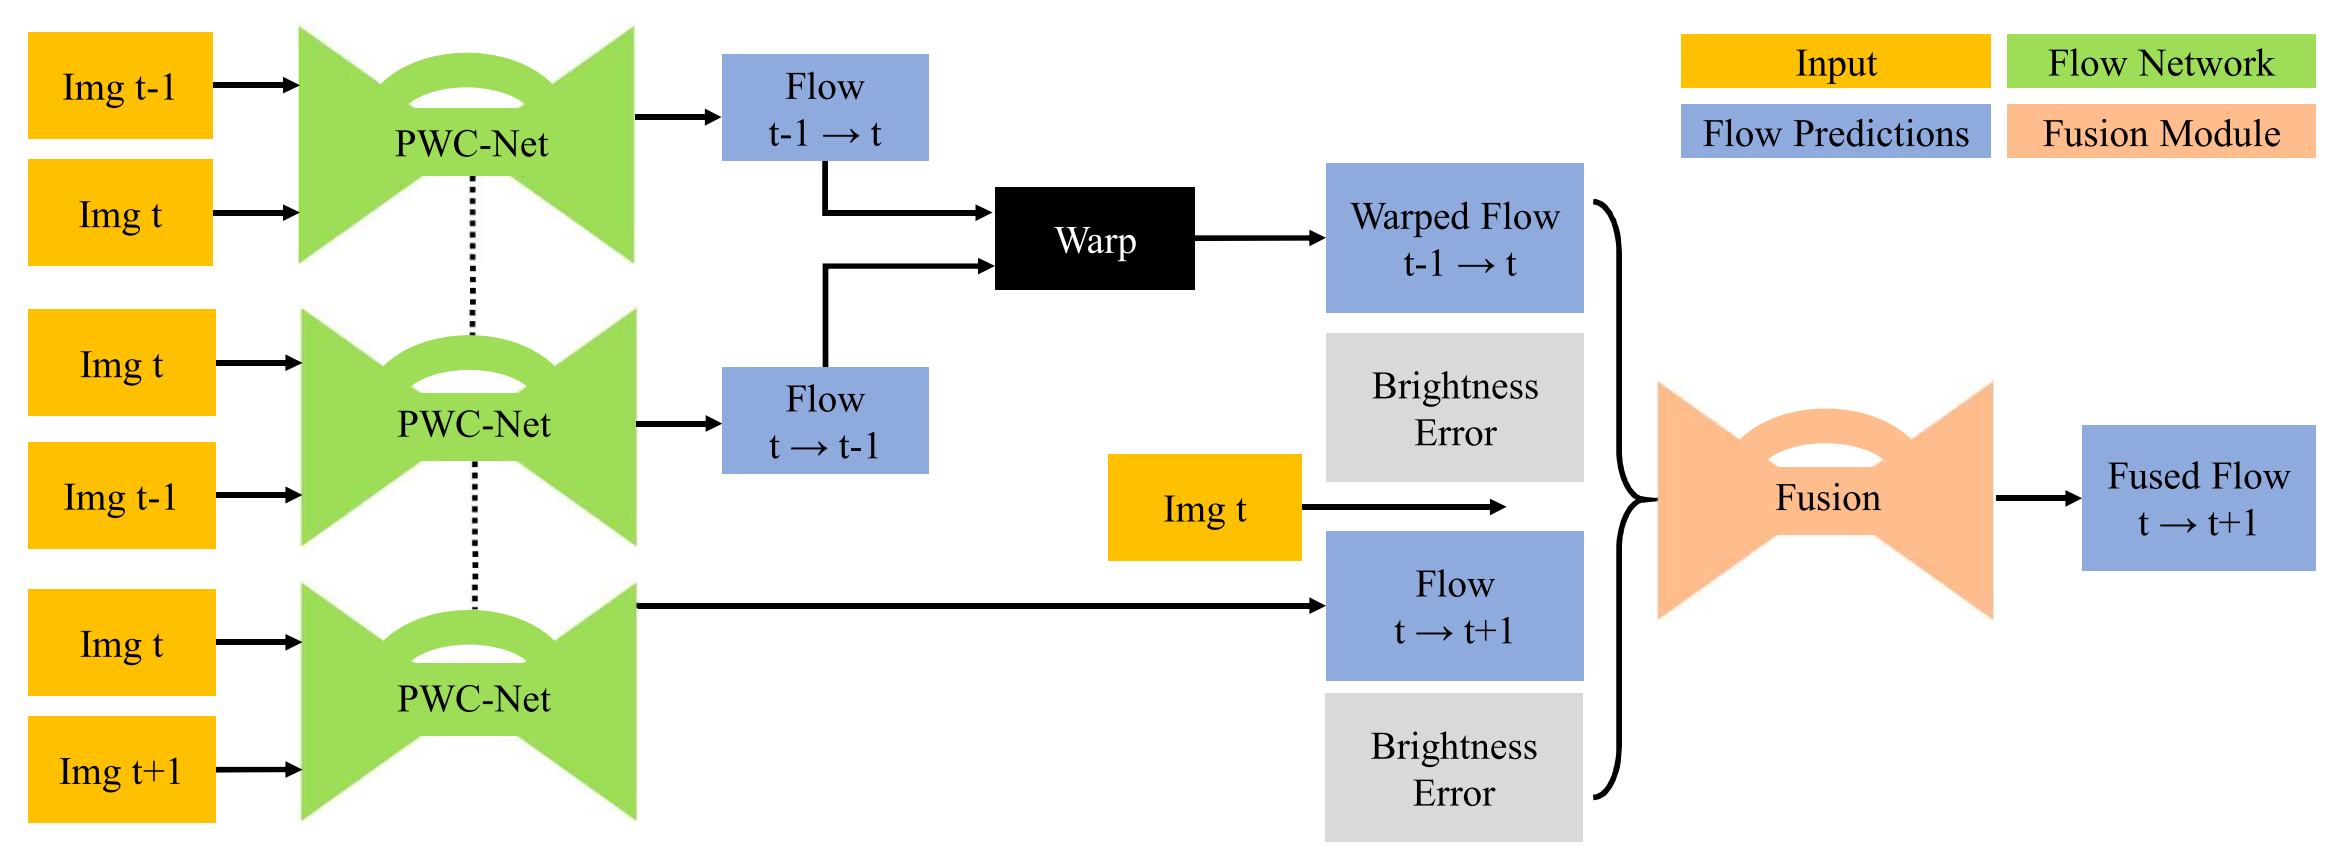 Img t-1
Img t
PWC-Net
Flow
t-1 → t
Img t
Img t-1
PWC-Net
Flow
t → t-1
Img t
Img t+1
PWC-Net
Warp
Warped Flow
t-1 → t
Brightness
Error
Img t
Flow
t → t+1
Brightness
Error
Fusion
Fused Flow
t → t+1
Input
Flow Network
Flow Predictions
Fusion Module